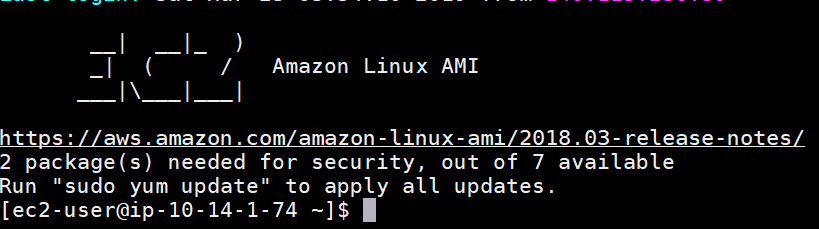 __|  __|_  )
_|  (     /   Amazon Linux AMI
___|\___|___|
https://aws.amazon.com/amazon-linux-ami/2018.03-release-notes/
2 package(s) needed for security, out of 7 available
Run "sudo yum update" to apply all updates.
[ec2-user@ip-10-14-1-74 ~]$